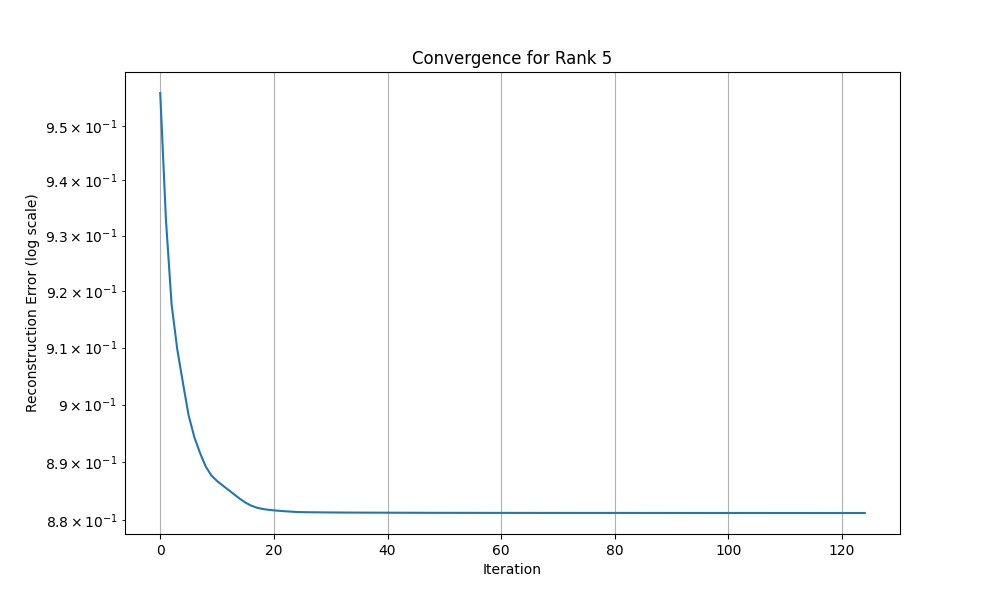 Convergence for Rank 5
Reconstruction Error (log scale)
9.5 × 10⁻¹
9.4 × 10⁻¹
9.3 × 10⁻¹
9.2 × 10⁻¹
9.1 × 10⁻¹
9 × 10⁻¹
8.9 × 10⁻¹
8.8 × 10⁻¹
0 20 40 60 80 100 120
Iteration